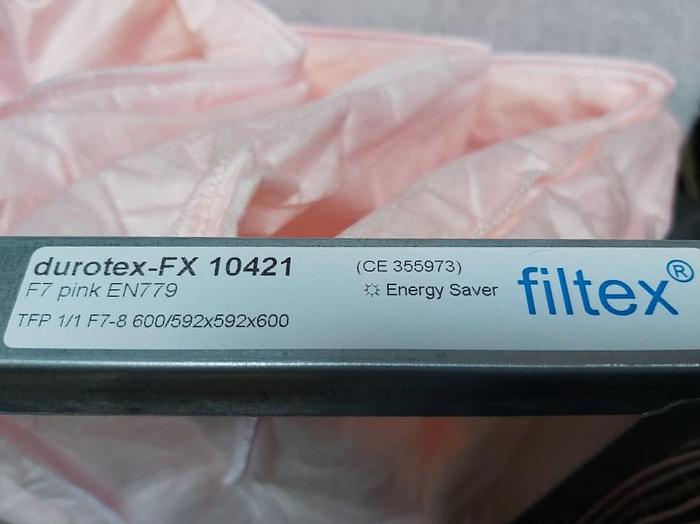 durotex-FX 10421
F7 pink EN779
TFP 1/1 F7-8 600/592x592x600
(CE 355973)
☼ Energy Saver
filtex®